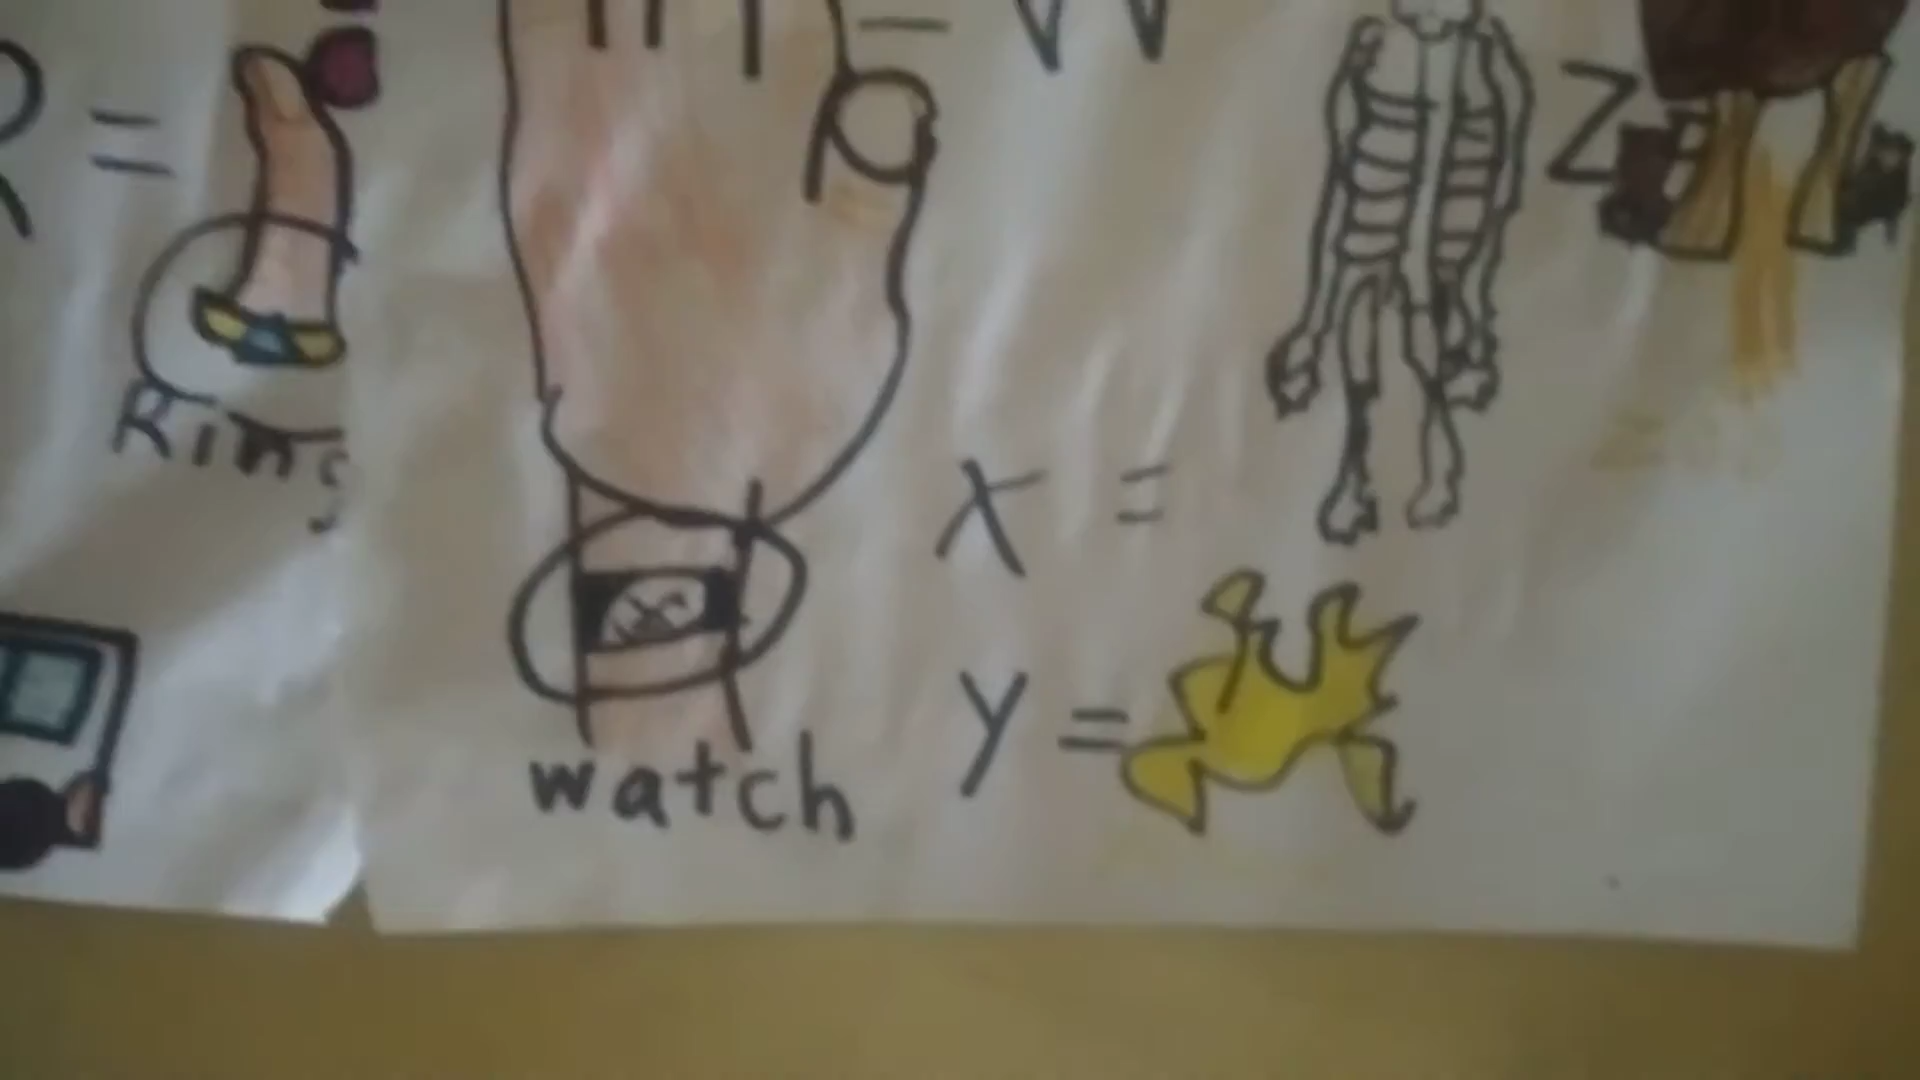 R =
Ring
= W
watch
X =
Y =
Z